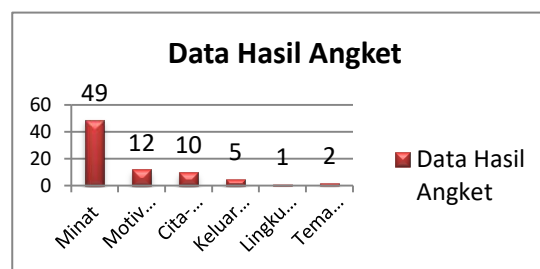 Data Hasil Angket
60
40
20
0
49
12
10
5
1
2
Minat
Motiv...
Cita-...
Keluar...
Lingku...
Tema...
Data Hasil
Angket